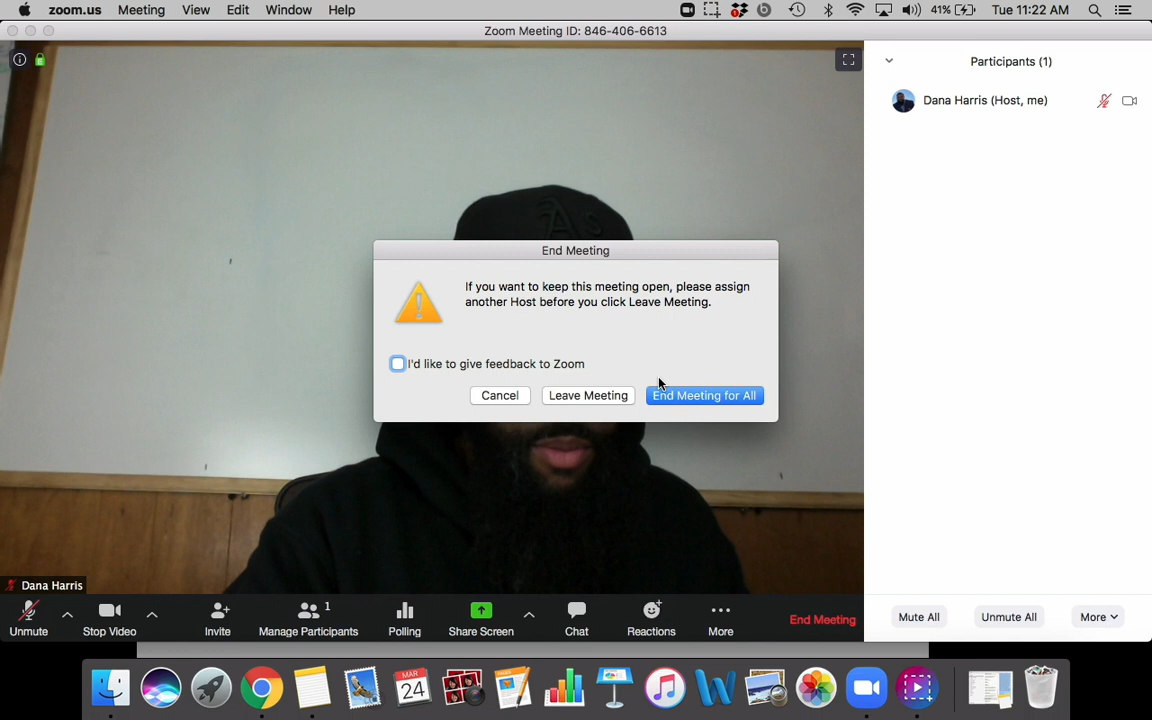 zoom.us Meeting View Edit Window Help 41% Tue 11:22 AM
Zoom Meeting ID: 846-406-6613
Participants (1)
Dana Harris (Host, me)
End Meeting
If you want to keep this meeting open, please assign
another Host before you click Leave Meeting.
I'd like to give feedback to Zoom
Cancel Leave Meeting End Meeting for All
A's
Dana Harris
1
Unmute Stop Video Invite Manage Participants Polling Share Screen Chat Reactions More End Meeting
Mute All Unmute All More
MAR
24